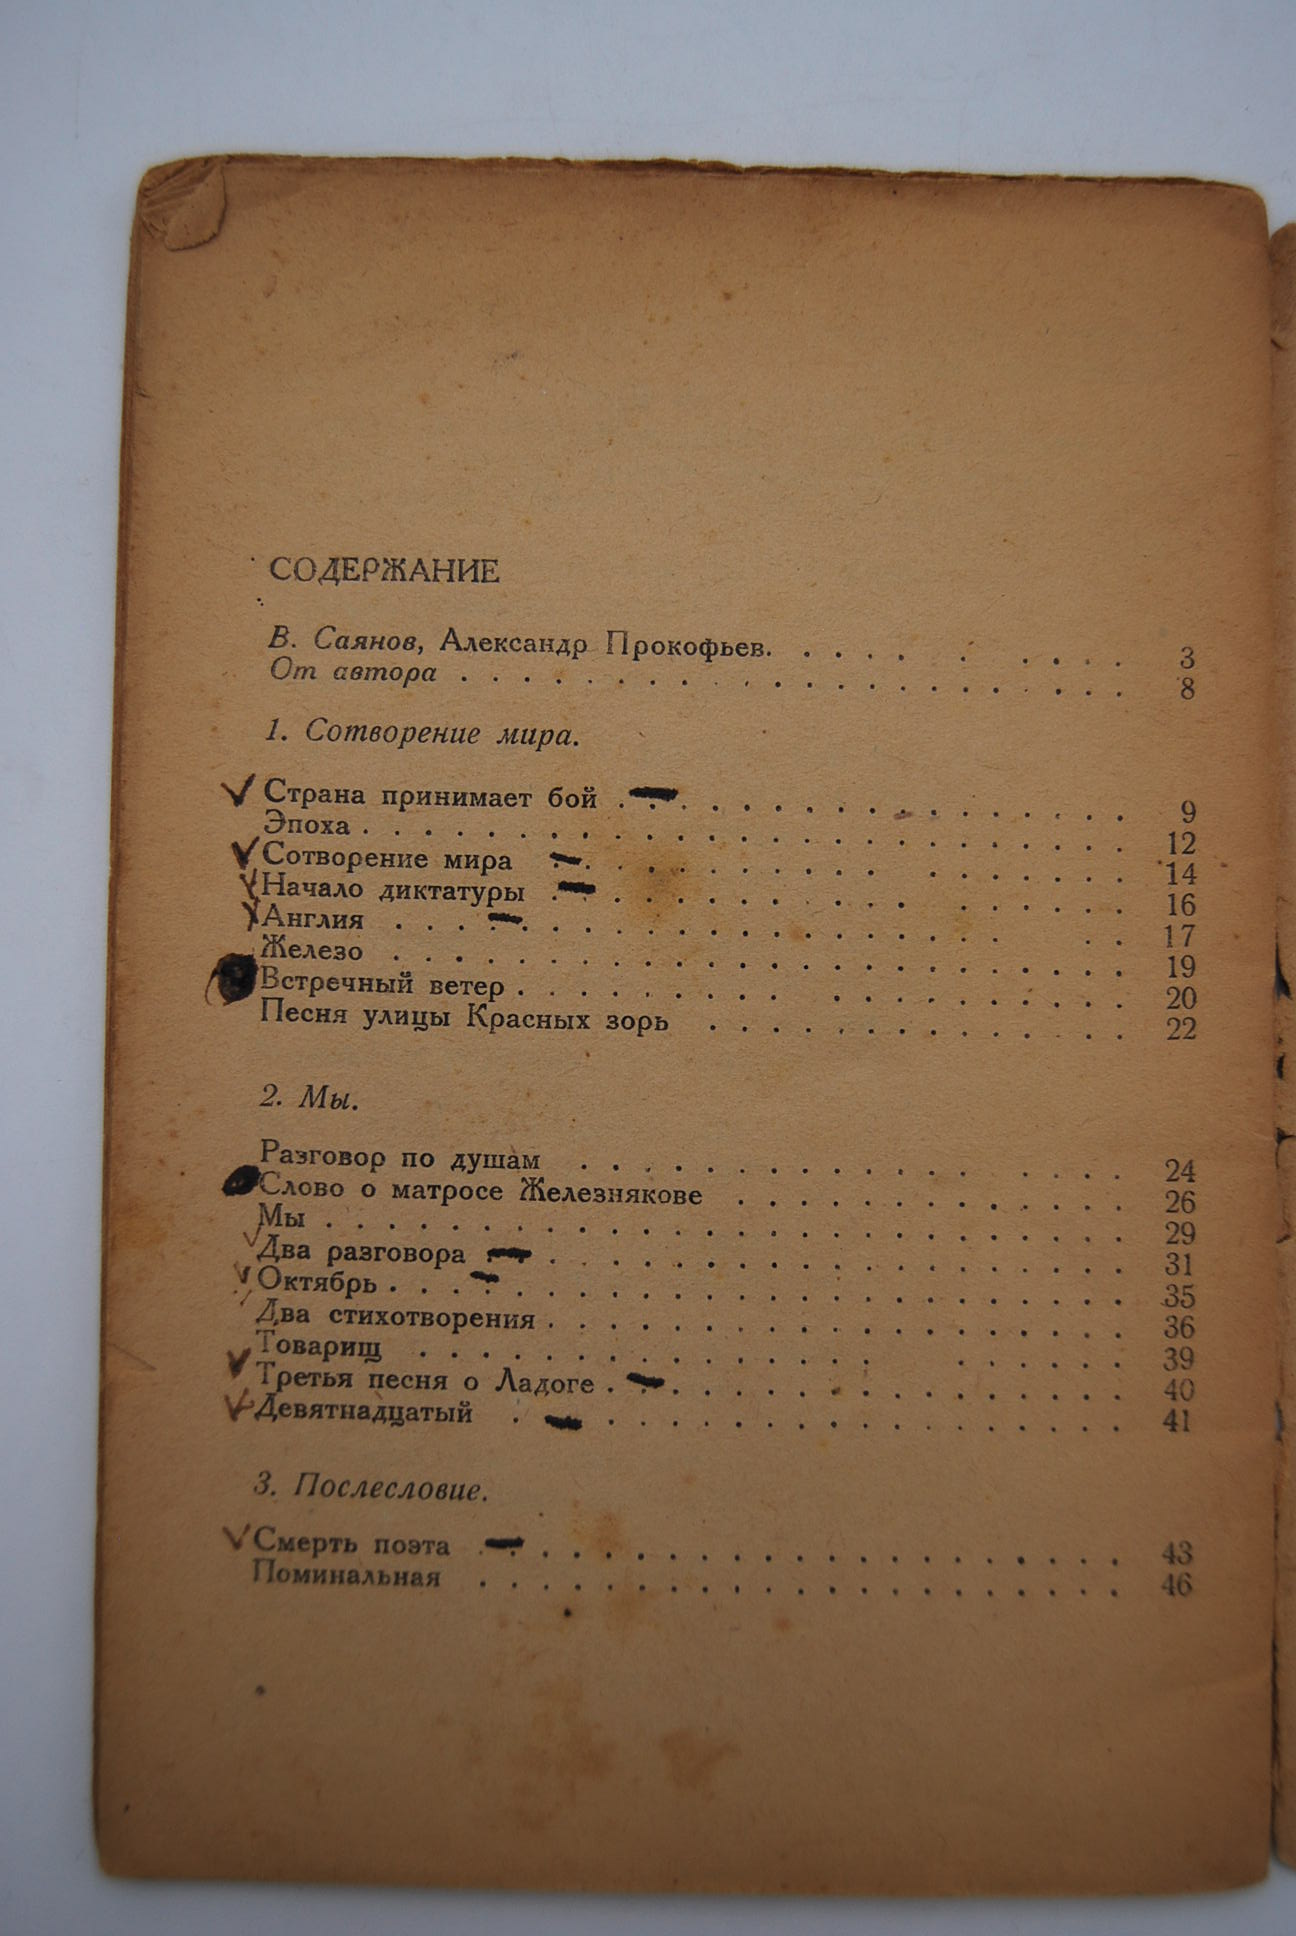 СОДЕРЖАНИЕ
В. Саянов, Александр Прокофьев. . . . . . . . . . 3
От автора . . . . . . . . . . . . . . . . . . . . . . 8
1. Сотворение мира.
Страна принимает бой . . . . . . . . . . . . . . . . . 9
Эпоха . . . . . . . . . . . . . . . . . . . . . . . . . 12
Сотворение мира . . . . . . . . . . . . . . . . . . 14
Начало диктатуры . . . . . . . . . . . . . . . . . . 16
Англия . . . . . . . . . . . . . . . . . . . . . . 17
Железо . . . . . . . . . . . . . . . . . . . . . . . . 19
Встречный ветер . . . . . . . . . . . . . . . . . . . 20
Песня улицы Красных зорь . . . . . . . . . . . . . . 22
2. Мы.
Разговор по душам . . . . . . . . . . . . . . . . . 24
Слово о матросе Железнякове . . . . . . . . . . . . . 26
Мы . . . . . . . . . . . . . . . . . . . . . . . . . . 29
Два разговора . . . . . . . . . . . . . . . . . . . . 31
Октябрь . . . . . . . . . . . . . . . . . . . . . . . . 35
Два стихотворения . . . . . . . . . . . . . . . . . . . 36
Товарищ . . . . . . . . . . . . . . . . . . . . . 39
Третья песня о Ладоге . . . . . . . . . . . . . . . . . 40
Девятнадцатый . . . . . . . . . . . . . . . . . . . 41
3. Послесловие.
Смерть поэта . . . . . . . . . . . . . . . . . . . . . 43
Поминальная . . . . . . . . . . . . . . . . . . . . . 46